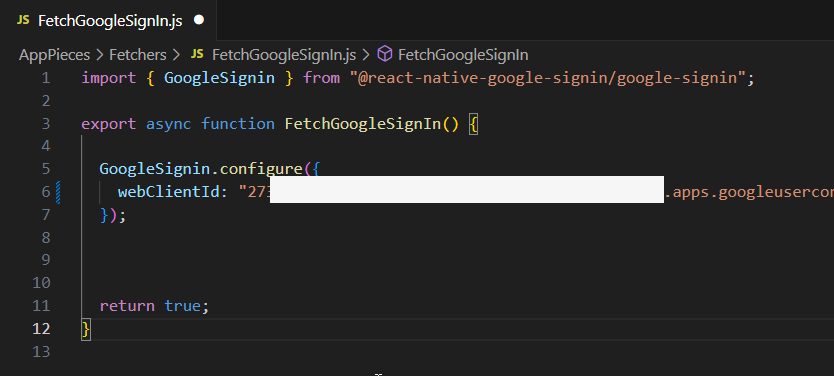 JS FetchGoogleSignIn.js
AppPieces > Fetchers > JS FetchGoogleSignIn.js > FetchGoogleSignIn
1 import { GoogleSignin } from "@react-native-google-signin/google-signin";
2
3 export async function FetchGoogleSignIn() {
4
5 GoogleSignin.configure({
6 webClientId: "27 .apps.googleusercon
7 });
8
9
10
11 return true;
12 }
13